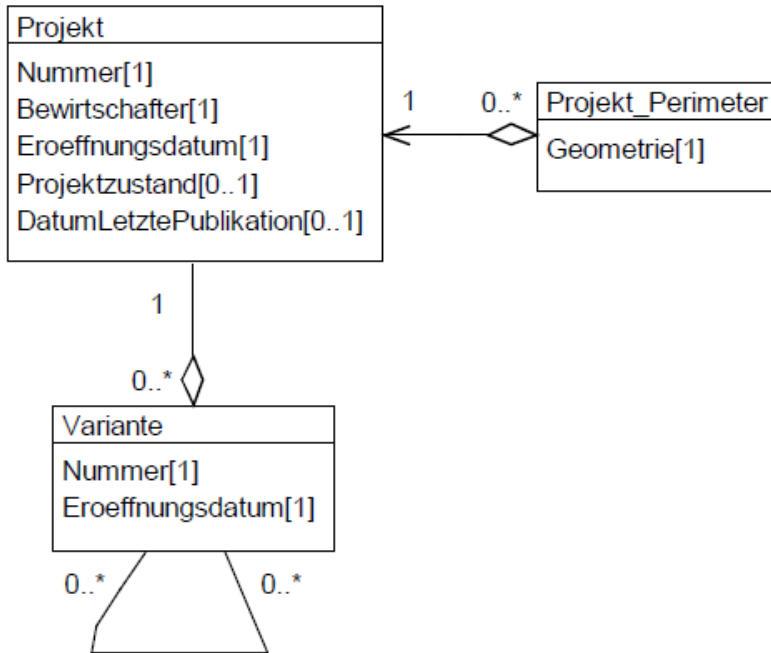 Projekt
Nummer[1]
Bewirtschafter[1]
Eroeffnungsdatum[1]
Projektzustand[0..1]
DatumLetztePublikation[0..1]
1
0..*
Projekt_Perimeter
Geometrie[1]
1
0..*
Variante
Nummer[1]
Eroeffnungsdatum[1]
0..*
0..*